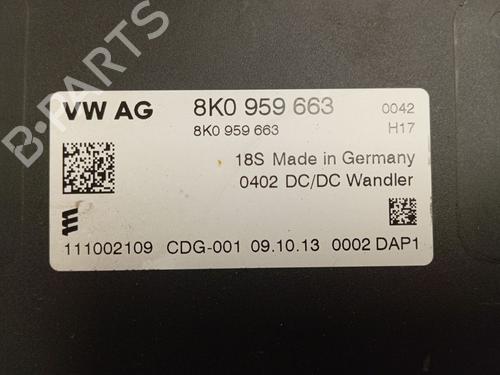 VW AG 8K0 959 663 0042
8K0 959 663 H17
18S Made in Germany
0402 DC/DC Wandler
111002109 CDG-001 09.10.13 0002 DAP1
B-PARTS